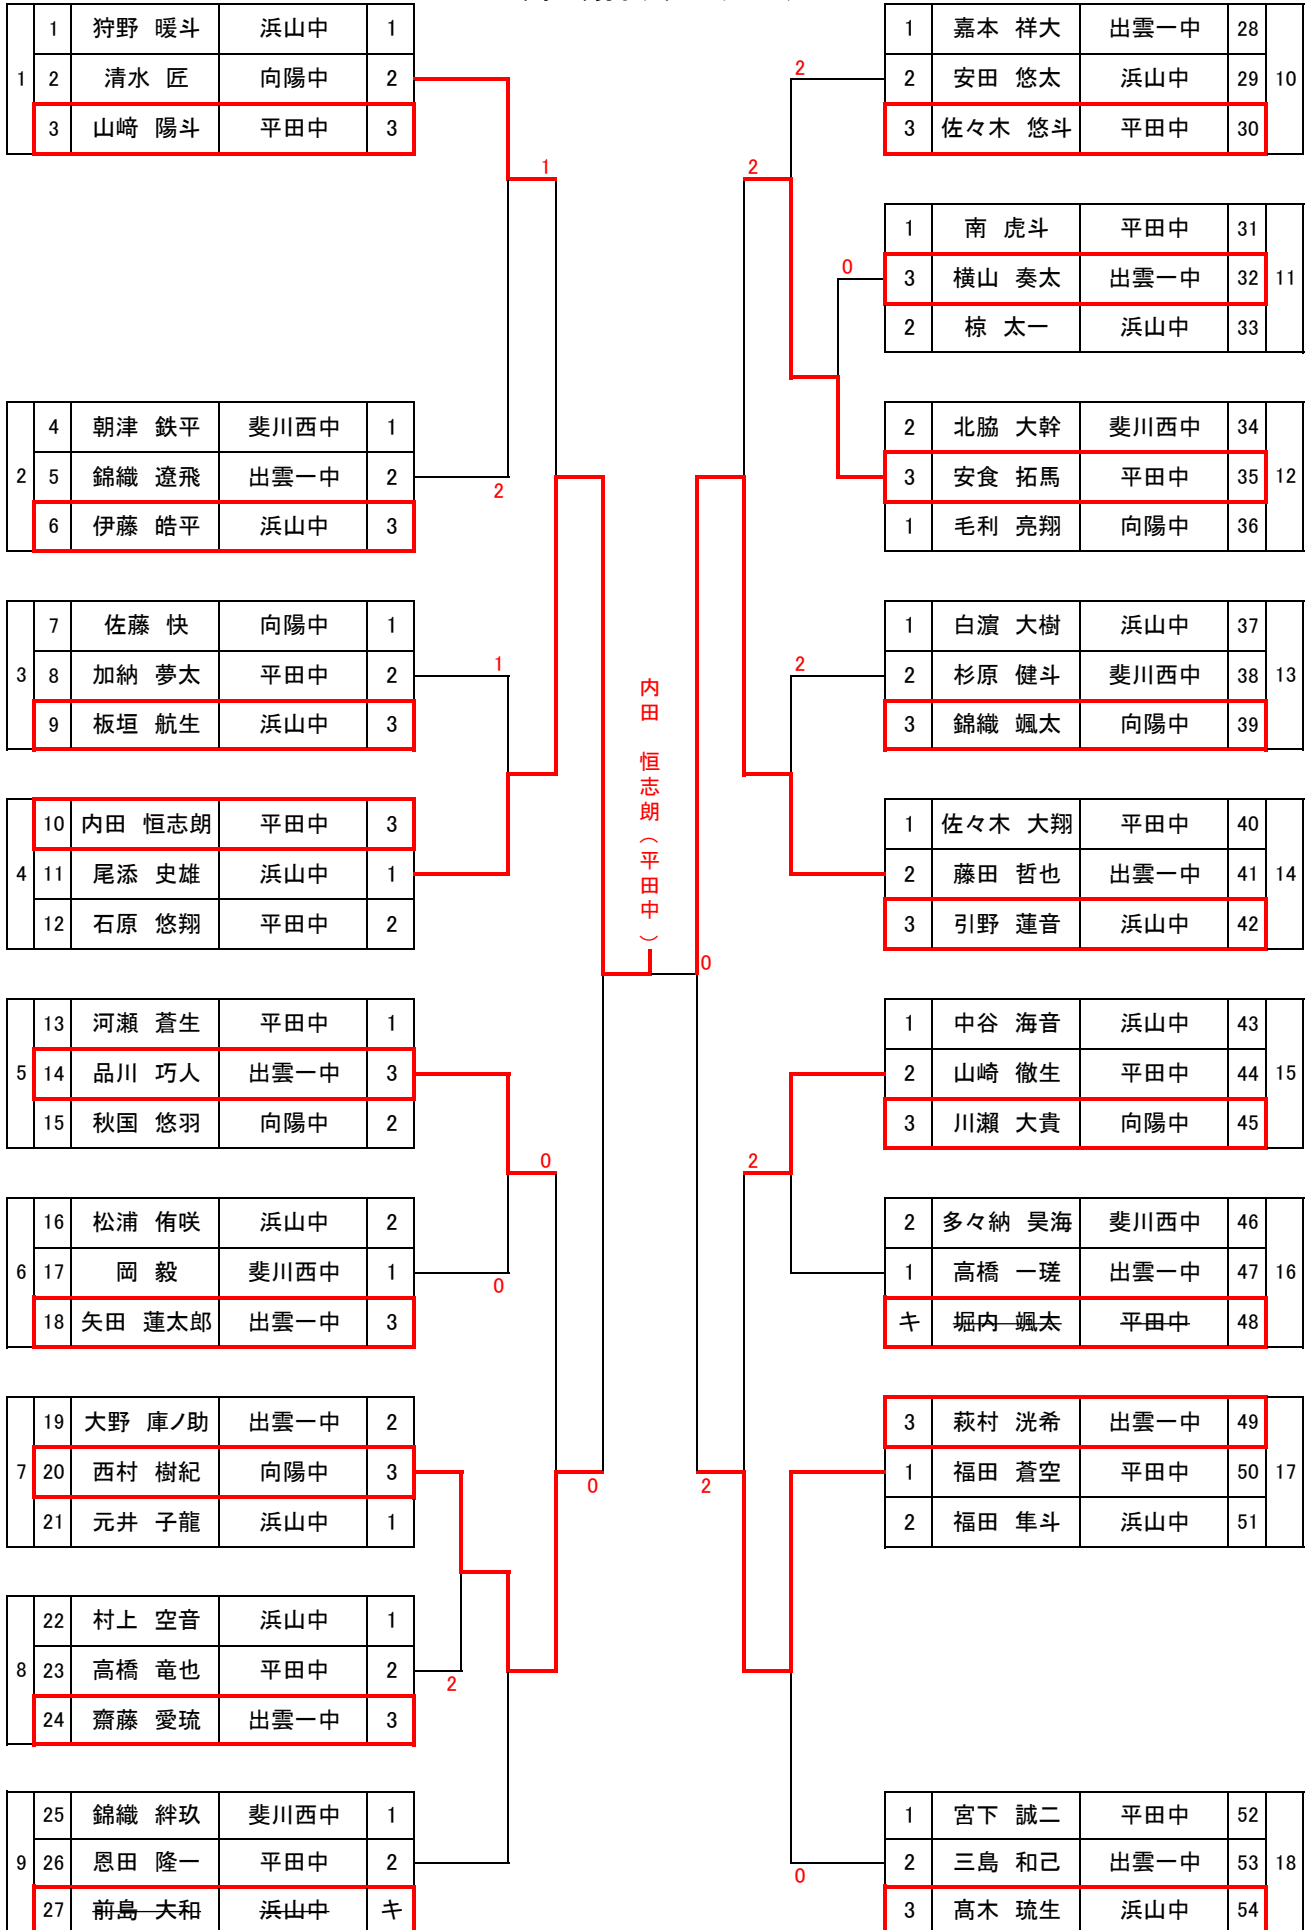 1 狩野 暖斗 浜山中 1
1 2 清水 匠 向陽中 2
3 山﨑 陽斗 平田中 3
1
2
4 朝津 鉄平 斐川西中 1
2 5 錦織 遼飛 出雲一中 2
6 伊藤 皓平 浜山中 3
7 佐藤 快 向陽中 1
3 8 加納 夢太 平田中 2
9 板垣 航生 浜山中 3
1
10 内田 恒志朗 平田中 3
4 11 尾添 史雄 浜山中 1
12 石原 悠翔 平田中 2
13 河瀬 蒼生 平田中 1
5 14 品川 巧人 出雲一中 3
15 秋国 悠羽 向陽中 2
0
16 松浦 侑咲 浜山中 2
6 17 岡 毅 斐川西中 1
18 矢田 蓮太郎 出雲一中 3
0
19 大野 庫ノ助 出雲一中 2
7 20 西村 樹紀 向陽中 3
21 元井 子龍 浜山中 1
0
22 村上 空音 浜山中 1
8 23 高橋 竜也 平田中 2
24 齋藤 愛琉 出雲一中 3
2
25 錦織 絆玖 斐川西中 1
9 26 恩田 隆一 平田中 2
27 前島 大和 浜山中 キ
内田 恒志朗(平田中)
0
1 嘉本 祥大 出雲一中 28
2 安田 悠太 浜山中 29 10
3 佐々木 悠斗 平田中 30
2
2
1 南 虎斗 平田中 31
3 横山 奏太 出雲一中 32 11
2 椋 太一 浜山中 33
0
2 北脇 大幹 斐川西中 34
3 安食 拓馬 平田中 35 12
1 毛利 亮翔 向陽中 36
1 白濵 大樹 浜山中 37
2 杉原 健斗 斐川西中 38 13
3 錦織 颯太 向陽中 39
2
1 佐々木 大翔 平田中 40
2 藤田 哲也 出雲一中 41 14
3 引野 蓮音 浜山中 42
1 中谷 海音 浜山中 43
2 山崎 徹生 平田中 44 15
3 川瀨 大貴 向陽中 45
2
2 多々納 昊海 斐川西中 46
1 高橋 一瑳 出雲一中 47 16
キ 堀内 颯太 平田中 48
3 萩村 洸希 出雲一中 49
1 福田 蒼空 平田中 50 17
2 福田 隼斗 浜山中 51
2
1 宮下 誠二 平田中 52
2 三島 和己 出雲一中 53 18
3 髙木 琉生 浜山中 54
0